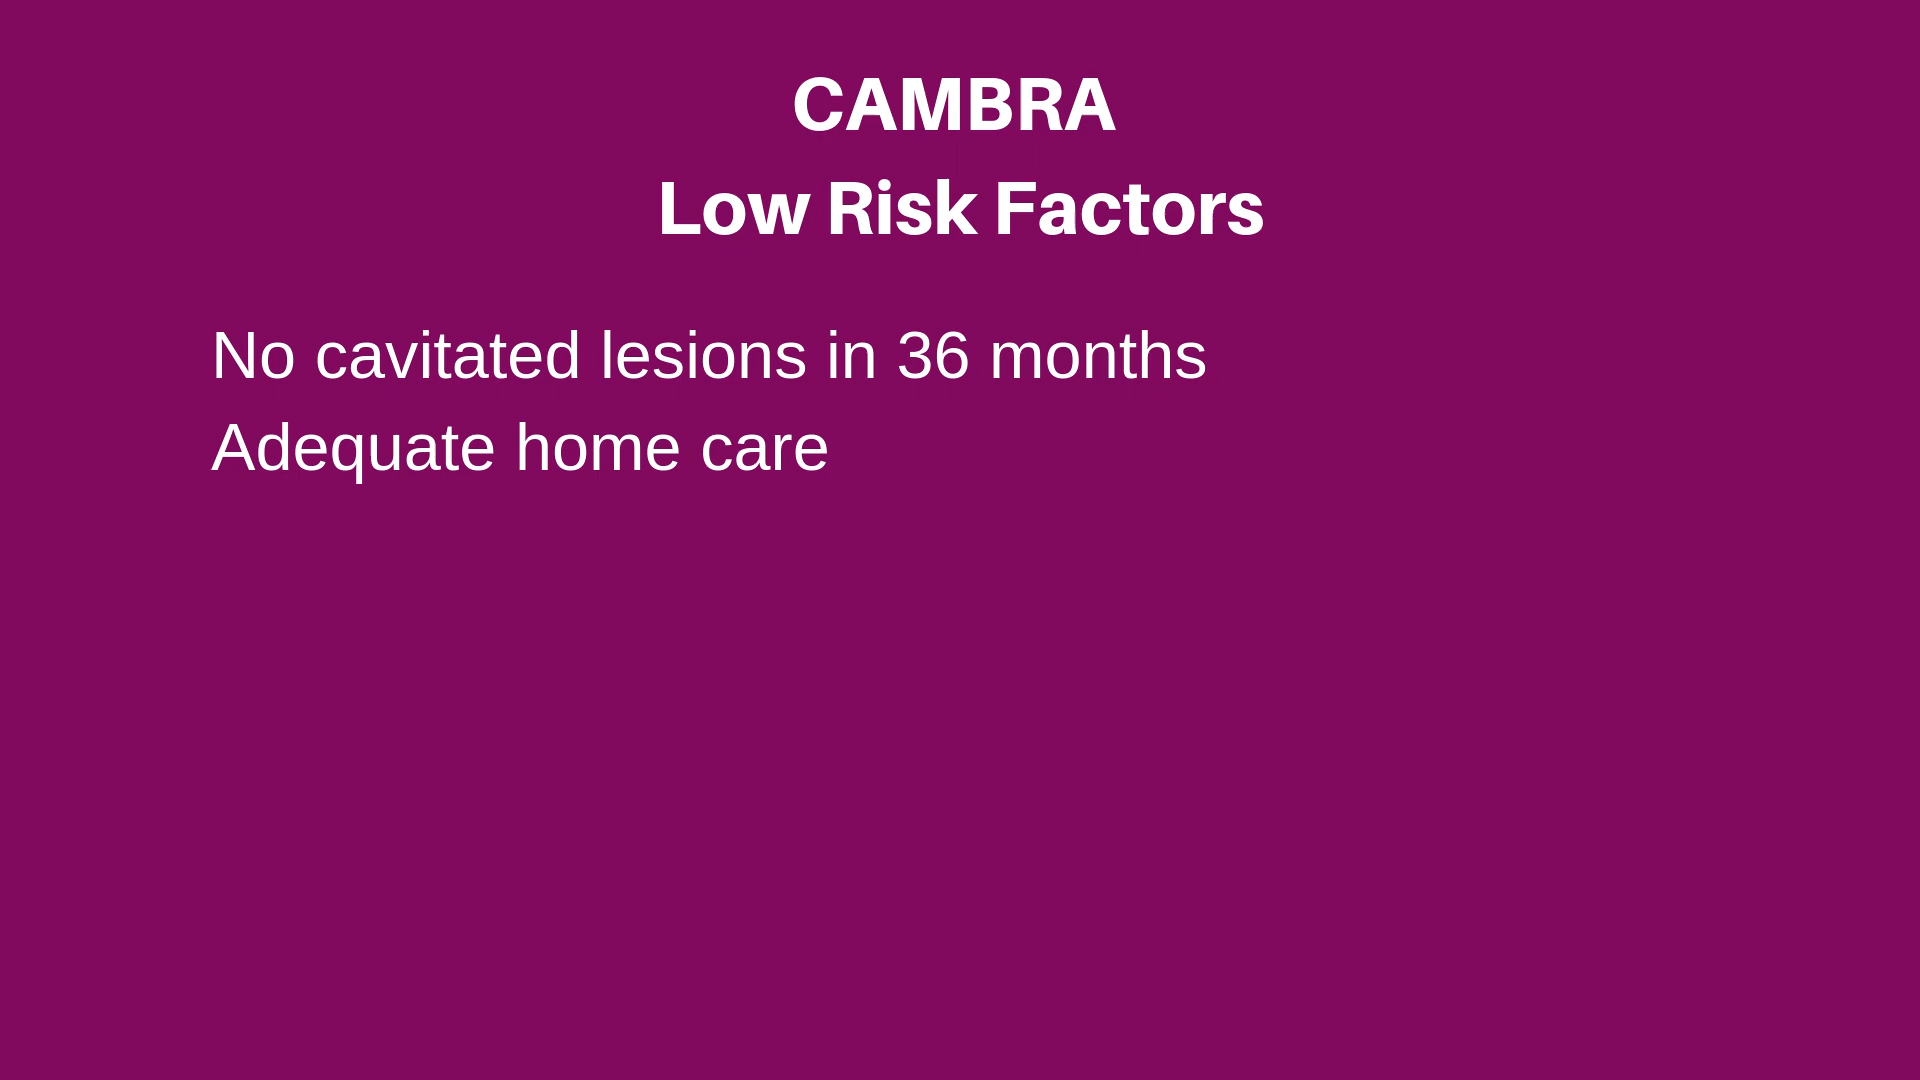 CAMBRA
Low Risk Factors
No cavitated lesions in 36 months
Adequate home care